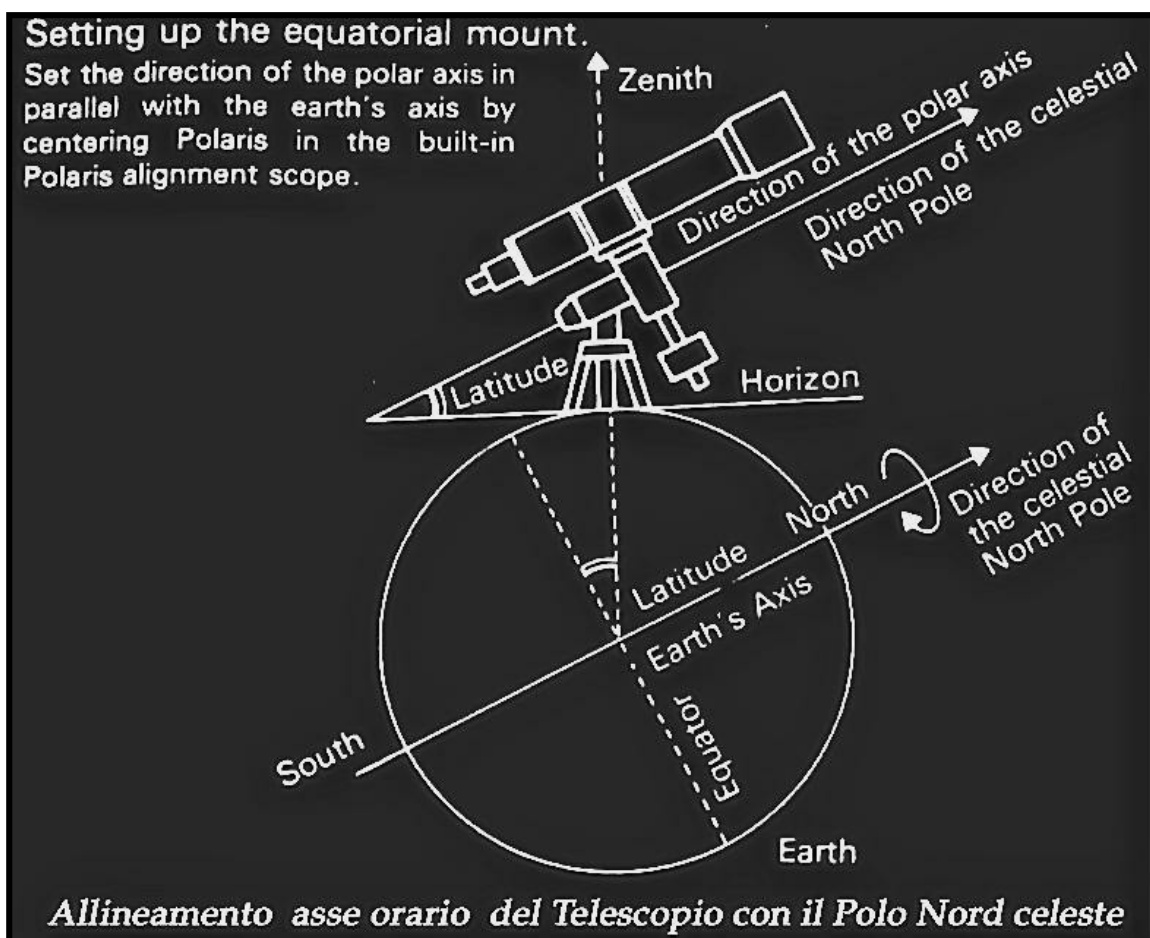 Setting up the equatorial mount.
Set the direction of the polar axis in
parallel with the earth's axis by
centering Polaris in the built-in
Polaris alignment scope.
Zenith
Direction of the polar axis
Direction of the celestial
North Pole
Latitude
Horizon
North
Direction of
the celestial
North Pole
Latitude
Earth's Axis
Equator
South
Earth
Allineamento asse orario del Telescopio con il Polo Nord celeste